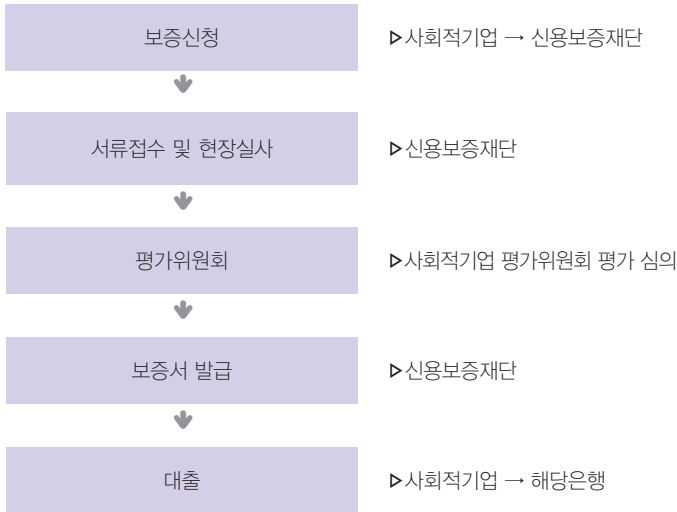 보증신청 ▷사회적기업 → 신용보증재단
서류접수 및 현장실사 ▷신용보증재단
평가위원회 ▷사회적기업 평가위원회 평가 심의
보증서 발급 ▷신용보증재단
대출 ▷사회적기업 → 해당은행